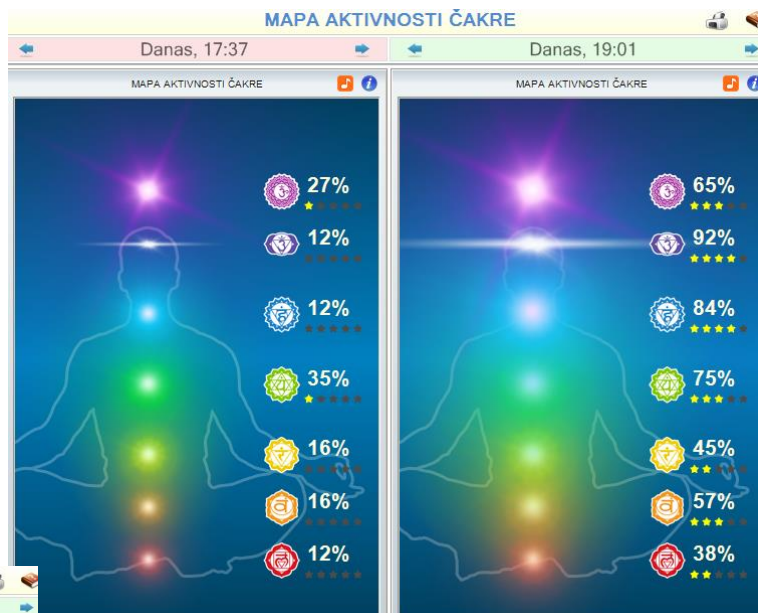 MAPA AKTIVNOSTI ČAKRE
Danas, 17:37
Danas, 19:01
MAPA AKTIVNOSTI ČAKRE
MAPA AKTIVNOSTI ČAKRE
27%
12%
12%
35%
16%
16%
12%
65%
92%
84%
75%
45%
57%
38%